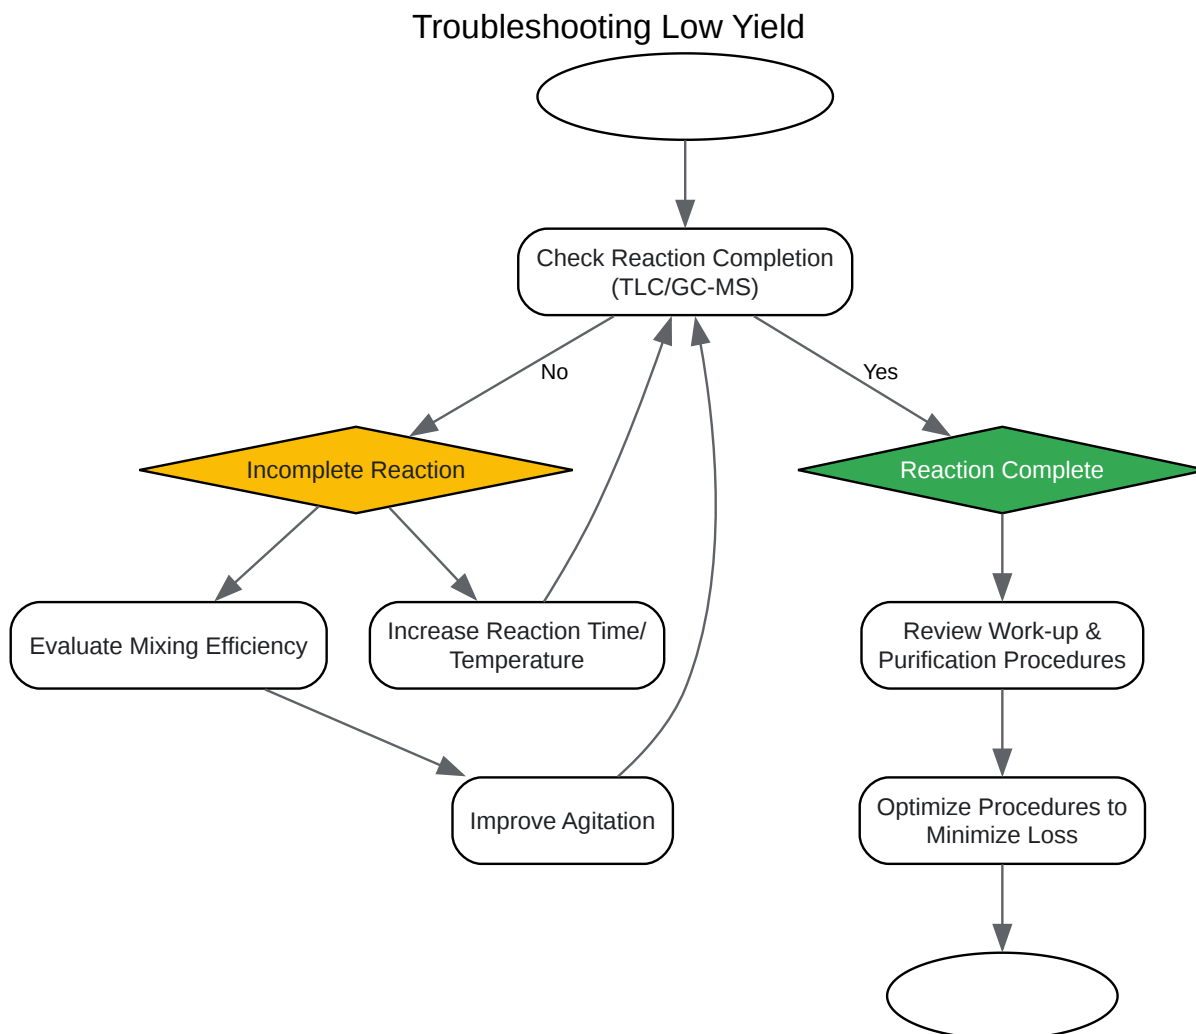 Troubleshooting Low Yield
Check Reaction Completion
(TLC/GC-MS)
No
Yes
Incomplete Reaction
Reaction Complete
Evaluate Mixing Efficiency
Increase Reaction Time/
Temperature
Review Work-up &
Purification Procedures
Improve Agitation
Optimize Procedures to
Minimize Loss